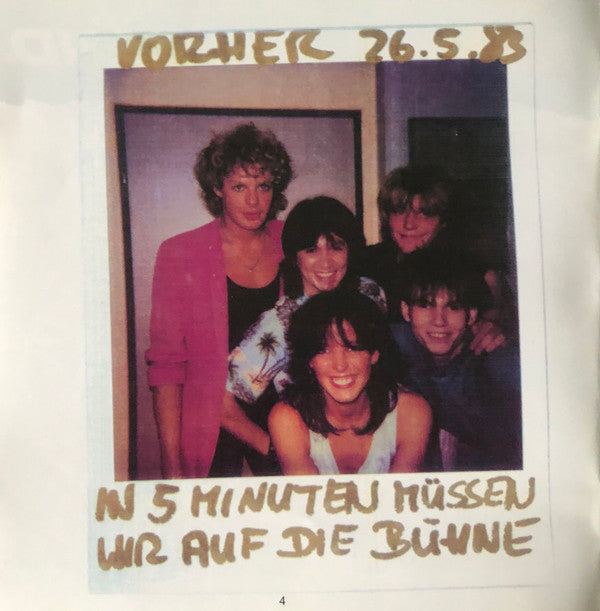 VORHER 26.5.83
IN 5 MINUTEN MÜSSEN
WIR AUF DIE BÜHNE
4